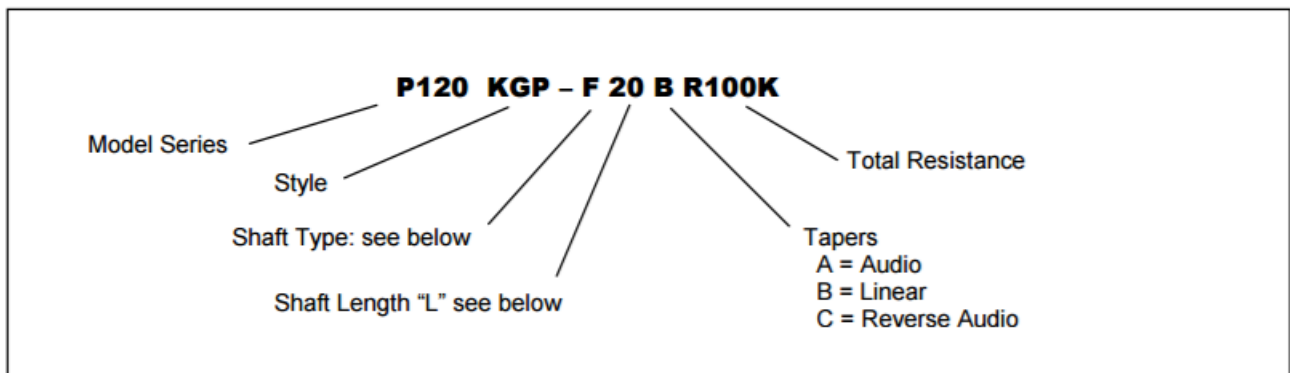 P120 KGP – F 20 B R100K
Model Series
Total Resistance
Style
Shaft Type: see below
Tapers
A = Audio
Shaft Length “L” see below
B = Linear
C = Reverse Audio